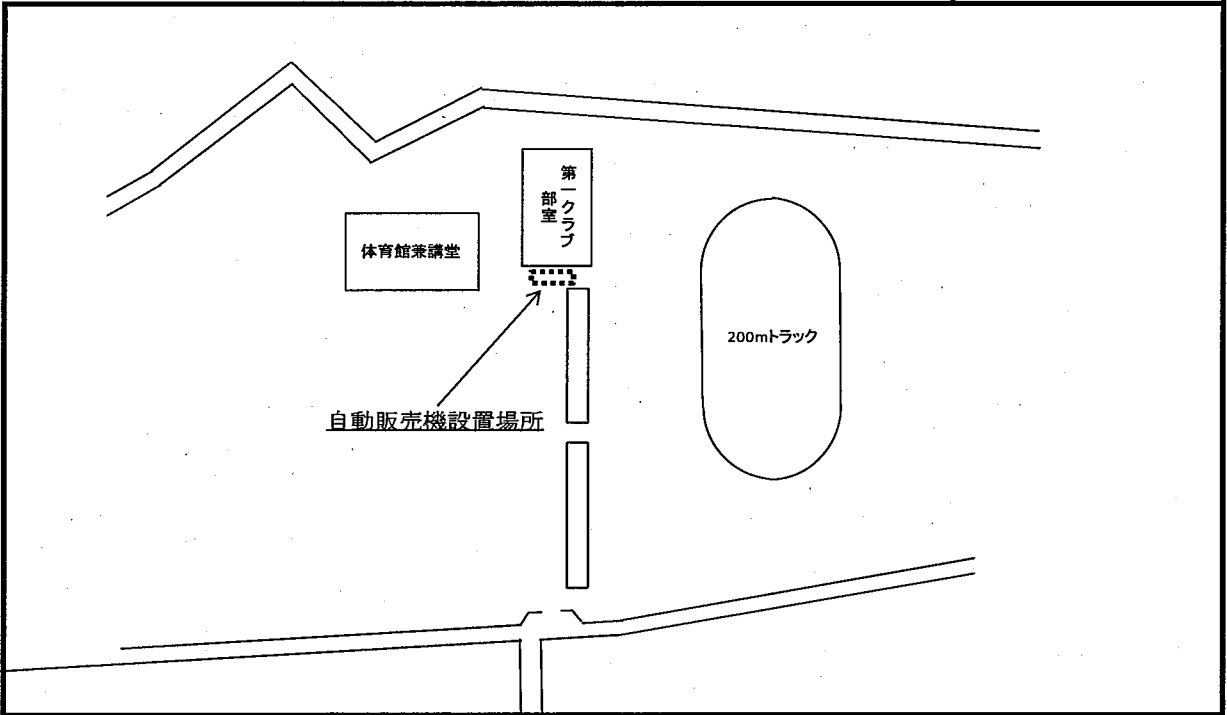 第一クラブ
部室
体育館兼講堂
200mトラック
自動販売機設置場所